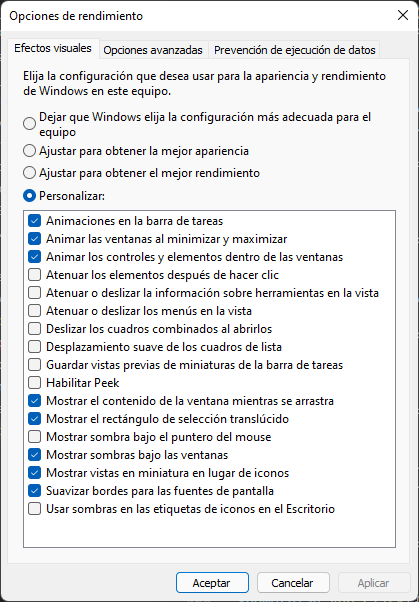 Opciones de rendimiento
Efectos visuales
Opciones avanzadas
Prevención de ejecución de datos
Elija la configuración que desea usar para la apariencia y rendimiento
de Windows en este equipo.
Dejar que Windows elija la configuración más adecuada para el
equipo
Ajustar para obtener la mejor apariencia
Ajustar para obtener el mejor rendimiento
Personalizar:
Animaciones en la barra de tareas
Animar las ventanas al minimizar y maximizar
Animar los controles y elementos dentro de las ventanas
Atenuar los elementos después de hacer clic
Atenuar o deslizar la información sobre herramientas en la vista
Atenuar o deslizar los menús en la vista
Deslizar los cuadros combinados al abrirlos
Desplazamiento suave de los cuadros de lista
Guardar vistas previas de miniaturas de la barra de tareas
Habilitar Peek
Mostrar el contenido de la ventana mientras se arrastra
Mostrar el rectángulo de selección translúcido
Mostrar sombra bajo el puntero del mouse
Mostrar sombras bajo las ventanas
Mostrar vistas en miniatura en lugar de iconos
Suavizar bordes para las fuentes de pantalla
Usar sombras en las etiquetas de iconos en el Escritorio
Aceptar
Cancelar
Aplicar